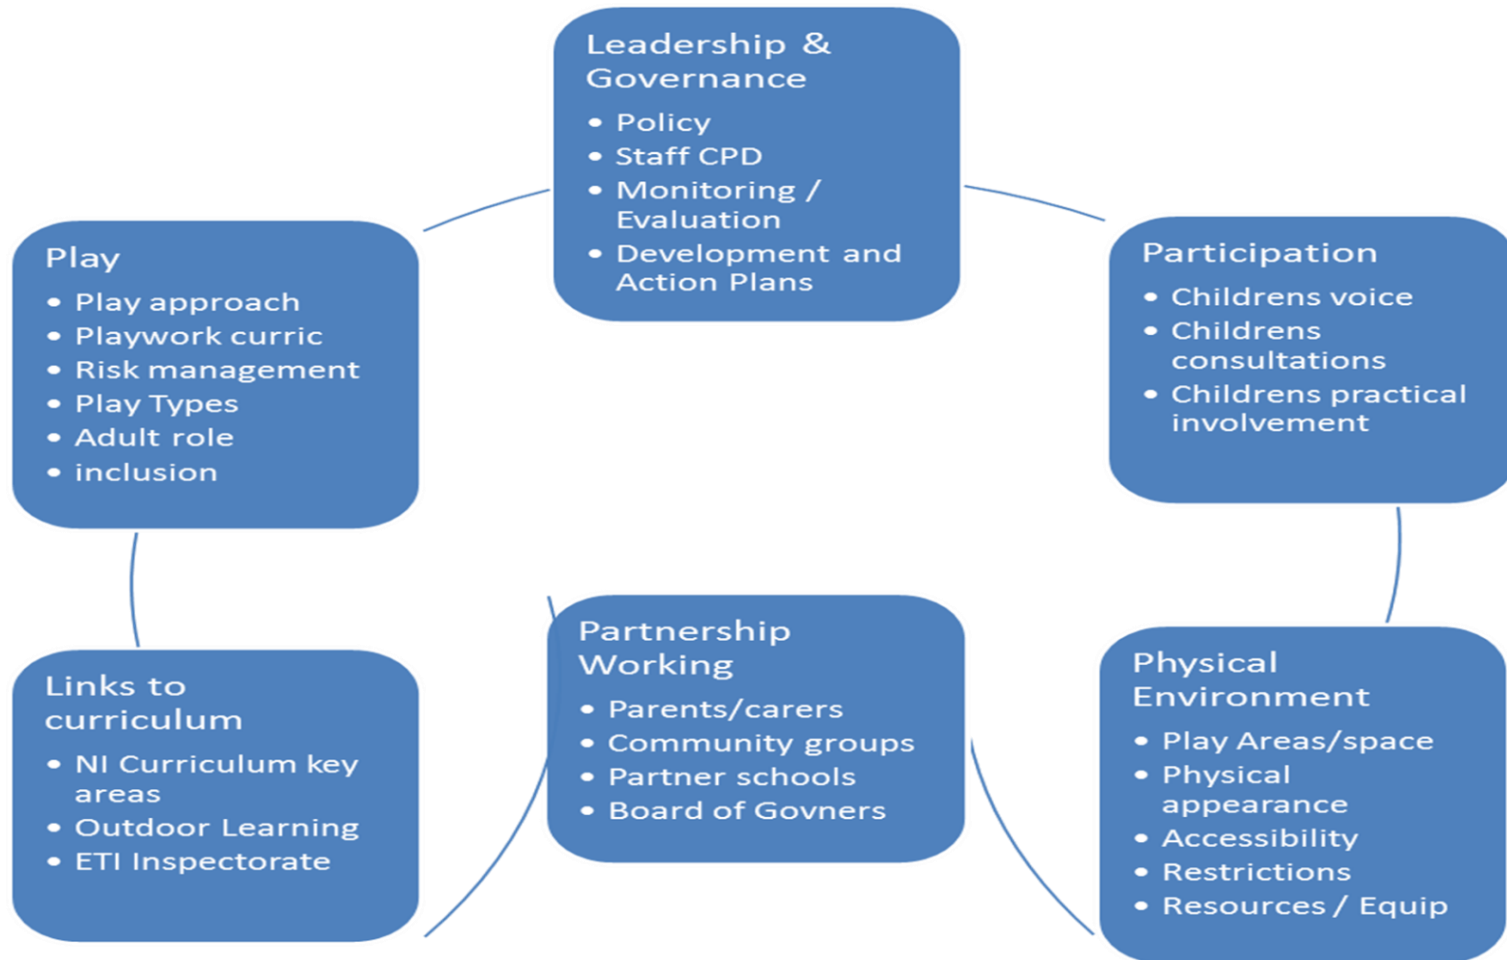 Leadership &
Governance
• Policy
• Staff CPD
• Monitoring /
Evaluation
• Development and
Action Plans
Participation
• Childrens voice
• Childrens
consultations
• Childrens practical
involvement
Physical
Environment
• Play Areas/space
• Physical
appearance
• Accessibility
• Restrictions
• Resources / Equip
Partnership
Working
• Parents/carers
• Community groups
• Partner schools
• Board of Govners
Links to
curriculum
• NI Curriculum key
areas
• Outdoor Learning
• ETI Inspectorate
Play
• Play approach
• Playwork curric
• Risk management
• Play Types
• Adult role
• inclusion